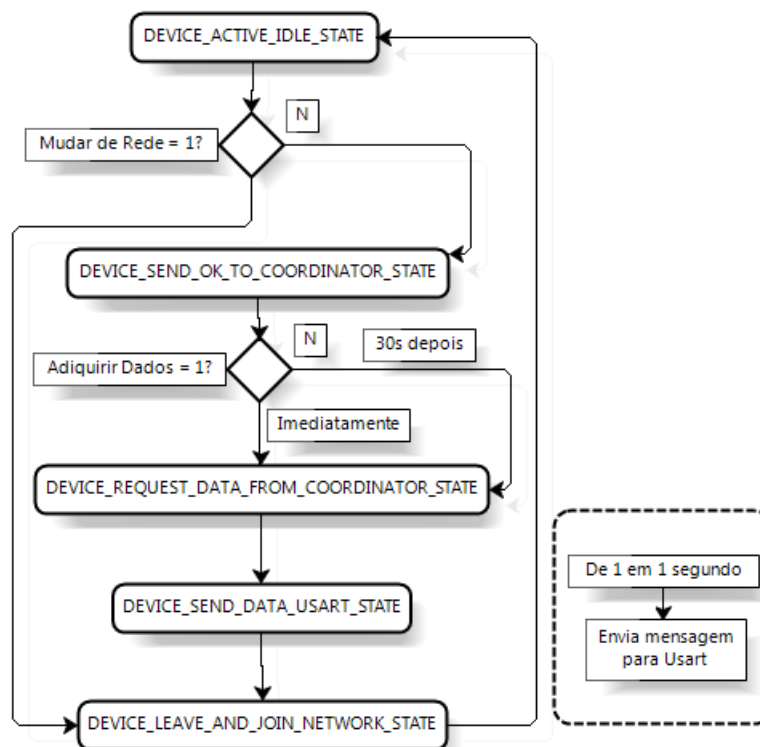 DEVICE_ACTIVE_IDLE_STATE
N
Mudar de Rede = 1?
DEVICE_SEND_OK_TO_COORDINATOR_STATE
N
30s depois
Adiquirir Dados = 1?
Imediatamente
DEVICE_REQUEST_DATA_FROM_COORDINATOR_STATE
De 1 em 1 segundo
DEVICE_SEND_DATA_USART_STATE
Envia mensagem
para Usart
DEVICE_LEAVE_AND_JOIN_NETWORK_STATE